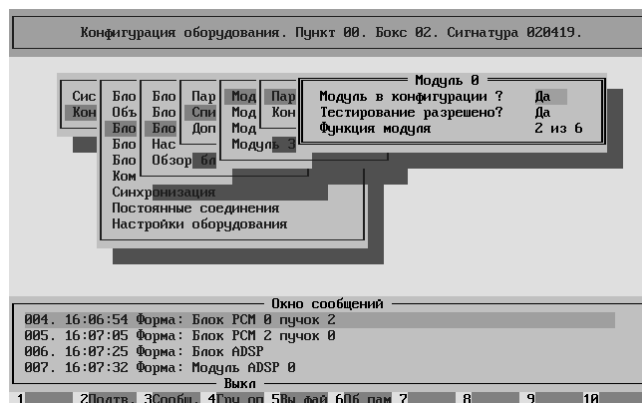 Конфигурация оборудования. Пункт 00. Бокс 02. Сигнатура 020419.
Модуль 0
Сис Бло Бло Пар Мод Пар Модуль в конфигурации ? Да
Кон Объ Бло Спи Мод Кон Тестирование разрешено? Да
Бло Бло Доп Мод Функция модуля 2 из 6
Бло Нас Модуль 3
Бло Обзор бл
Ком
Синхронизация
Постоянные соединения
Настройки оборудования
Окно сообщений
004. 16:06:54 Форма: Блок PCM 0 пучок 2
005. 16:07:05 Форма: Блок PCM 2 пучок 0
006. 16:07:25 Форма: Блок ADSP
007. 16:07:32 Форма: Модуль ADSP 0
Выкл
1 2Подтв. 3Сообщ. 4Гру оп 5Вы фай 6Об пам 7 8 9 10